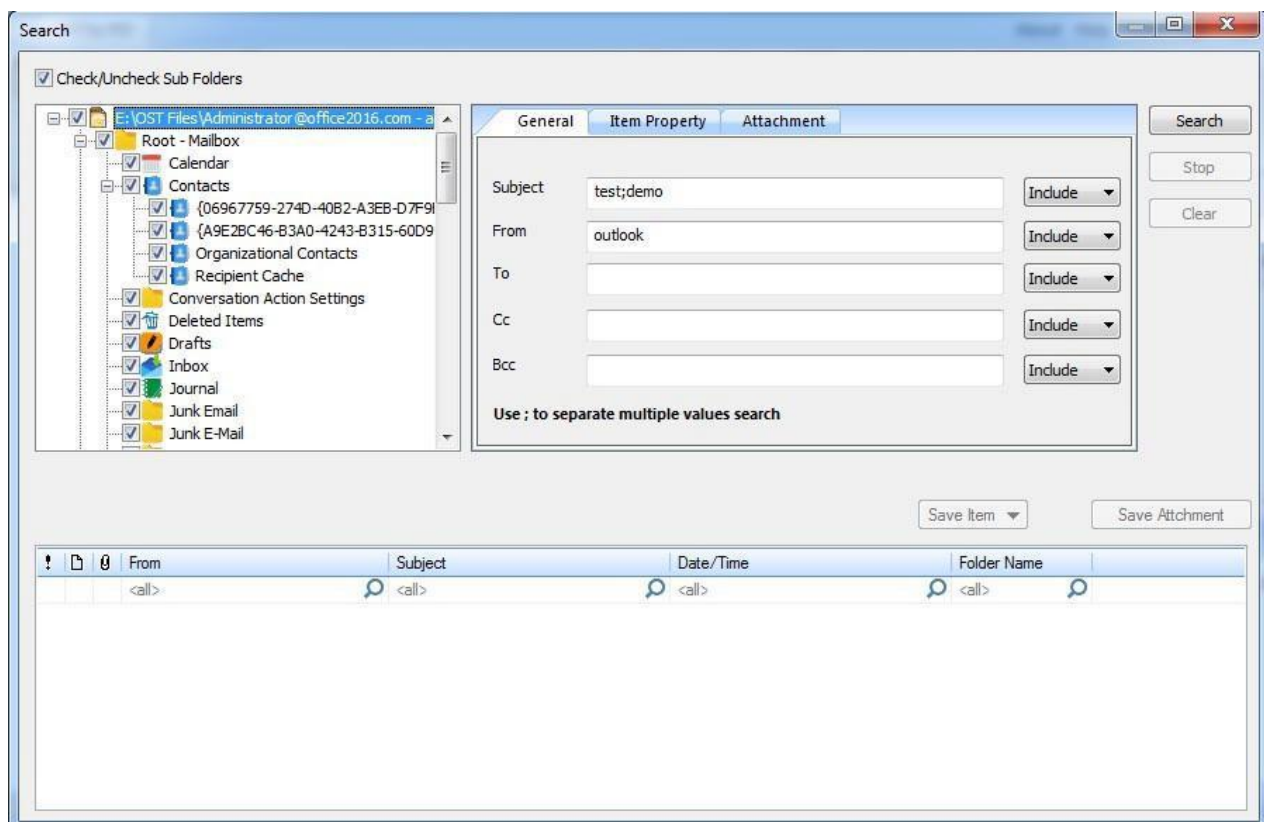 Search
Check/Uncheck Sub Folders
E:\OST Files\Administrator@office2016.com - a
Root - Mailbox
Calendar
Contacts
{06967759-274D-40B2-A3EB-D7F9
{A9E2BC46-B3A0-4243-B315-60D9
Organizational Contacts
Recipient Cache
Conversation Action Settings
Deleted Items
Drafts
Inbox
Journal
Junk Email
Junk E-Mail
General Item Property Attachment
Subject test;demo Include
From outlook Include
To Include
Cc Include
Bcc Include
Use ; to separate multiple values search
Search
Stop
Clear
Save Item Save Attchment
From Subject Date/Time Folder Name
<all> <all> <all> <all>